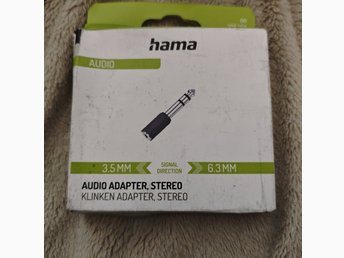 hama
AUDIO
3.5 MM
SIGNAL
DIRECTION
6.3 MM
AUDIO ADAPTER, STEREO
KLINKEN ADAPTER, STEREO